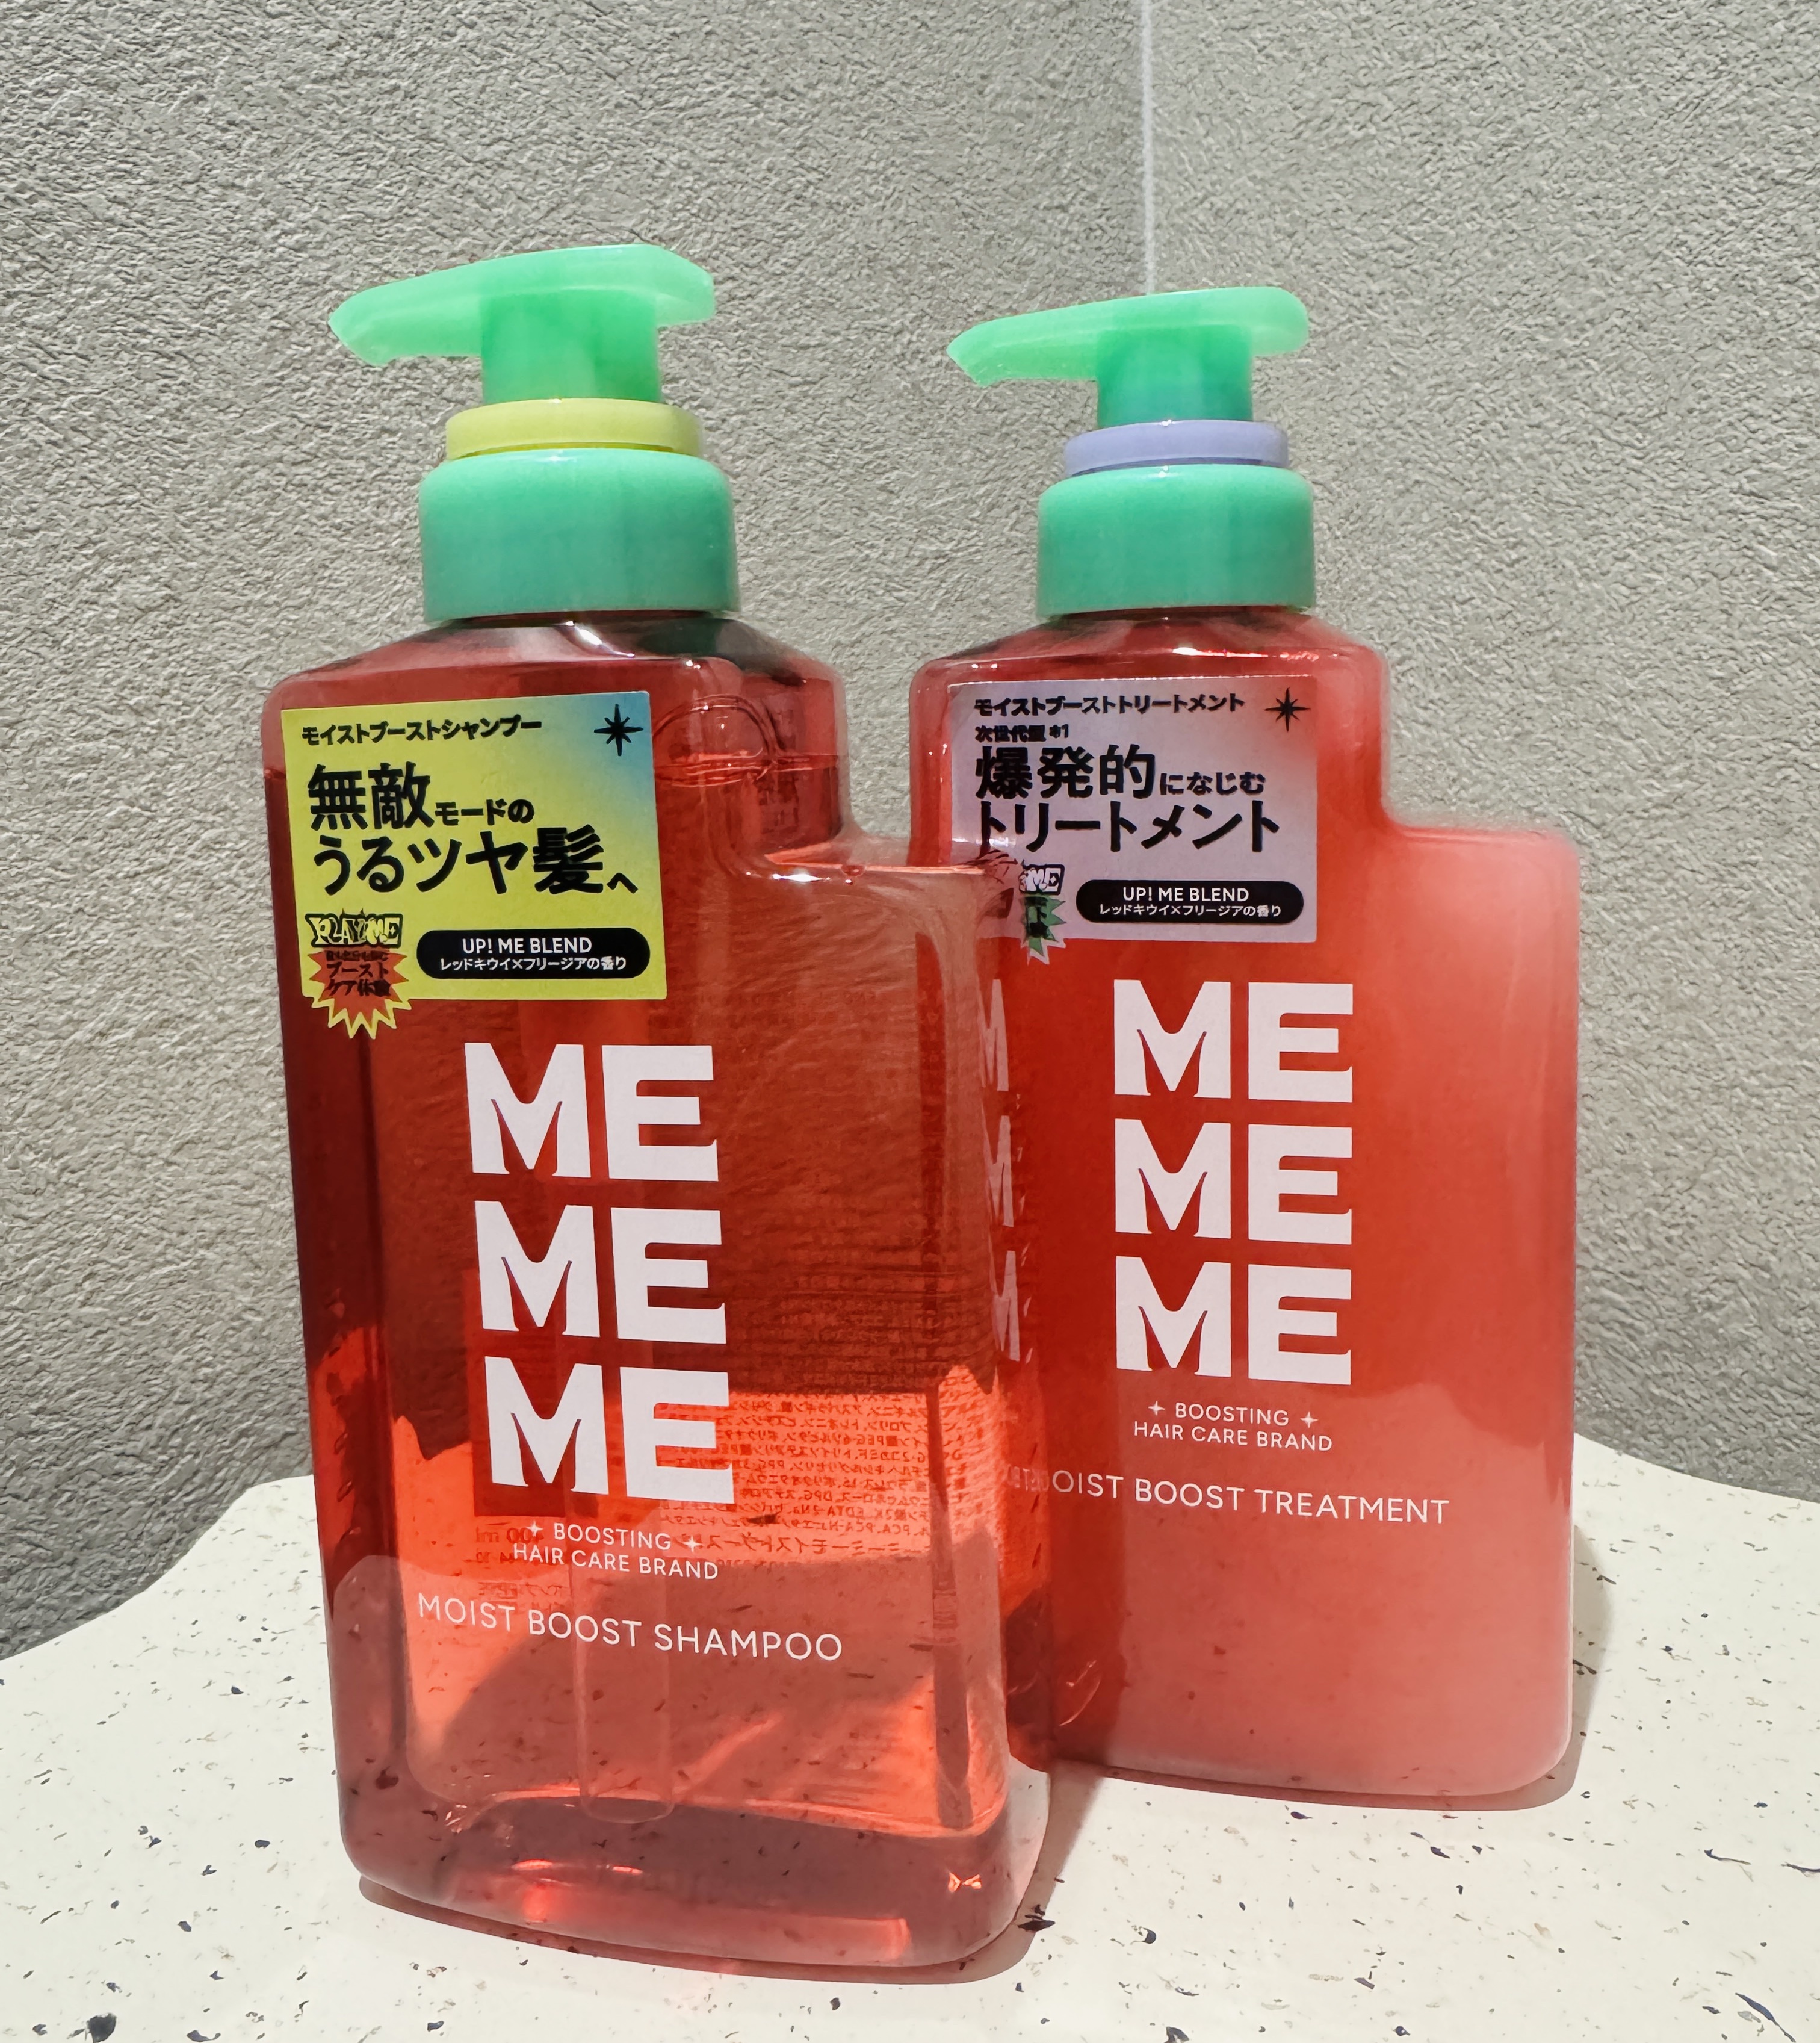 モイストブーストシャンプー
無敵モードの
うるツヤ髪へ
PLAY ME
ブースト
ケア体験
UP! ME BLEND
レッドキウイ×フリージアの香り
ME
ME
ME
BOOSTING
HAIR CARE BRAND
MOIST BOOST SHAMPOO
モイストブーストトリートメント
次世代型 *1
爆発的になじむ
トリートメント
ME
UP! ME BLEND
レッドキウイ×フリージアの香り
ME
ME
ME
BOOSTING
HAIR CARE BRAND
OIST BOOST TREATMENT